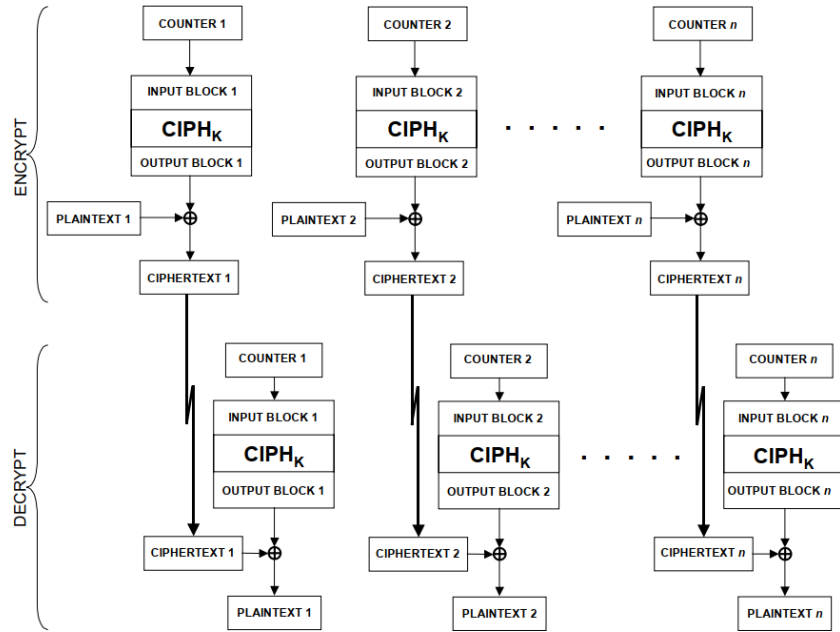 ENCRYPT
COUNTER 1
COUNTER 2
COUNTER n
INPUT BLOCK 1
INPUT BLOCK 2
INPUT BLOCK n
CIPHK
CIPHK
CIPHK
OUTPUT BLOCK 1
OUTPUT BLOCK 2
OUTPUT BLOCK n
PLAINTEXT 1
PLAINTEXT 2
PLAINTEXT n
CIPHERTEXT 1
CIPHERTEXT 2
CIPHERTEXT n
DECRYPT
COUNTER 1
COUNTER 2
COUNTER n
INPUT BLOCK 1
INPUT BLOCK 2
INPUT BLOCK n
CIPHK
CIPHK
CIPHK
OUTPUT BLOCK 1
OUTPUT BLOCK 2
OUTPUT BLOCK n
CIPHERTEXT 1
CIPHERTEXT 2
CIPHERTEXT n
PLAINTEXT 1
PLAINTEXT 2
PLAINTEXT n